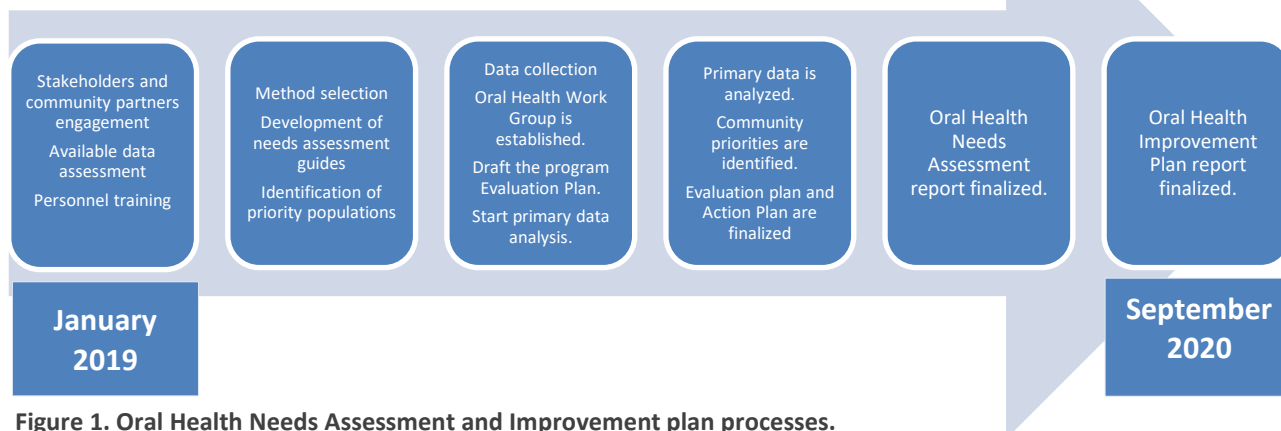 Stakeholders and
community partners
engagement
Available data
assessment
Personnel training
Method selection
Development of
needs assessment
guides
Identification of
priority populations
Data collection
Oral Health Work
Group is
established.
Draft the program
Evaluation Plan.
Start primary data
analysis.
Primary data is
analyzed.
Community
priorities are
identified.
Evaluation plan and
Action Plan are
finalized
Oral Health
Needs
Assessment
report finalized.
Oral Health
Improvement
Plan report
finalized.
January
2019
September
2020
Figure 1. Oral Health Needs Assessment and Improvement plan processes.